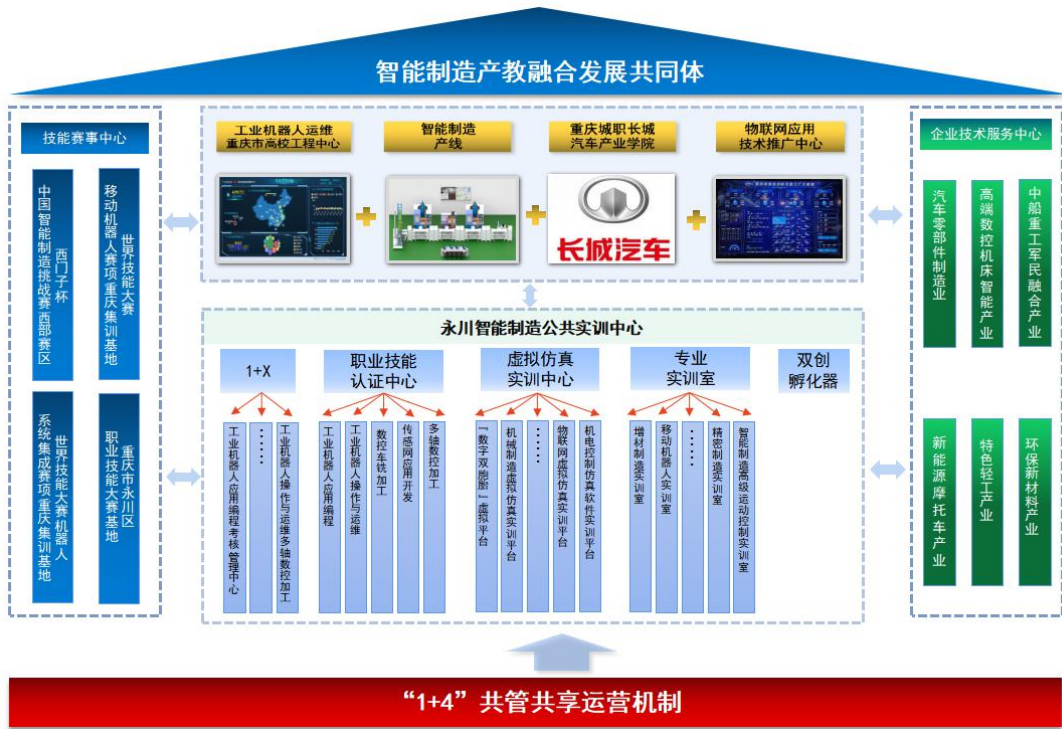 智能制造产教融合发展共同体
技能赛事中心
中国智能制造挑战赛西部赛区
西门子杯
移动机器人赛项重庆集训基地
世界技能大赛
系统集成赛项重庆集训基地
世界技能大赛机器人
职业技能大赛基地
重庆市永川区
工业机器人运维
重庆市高校工程中心
智能制造
产线
重庆城职长城
汽车产业学院
物联网应用
技术推广中心
长城汽车
永川智能制造公共实训中心
1+X
工业机器人应用编程考核管理中心
……
工业机器人操作与运维多轴数控加工
职业技能
认证中心
工业机器人应用编程
工业机器人操作与运维
数控车铣加工
传感网应用开发
多轴数控加工
虚拟仿真
实训中心
「数字双胞胎」虚拟平台
机械制造虚拟仿真实训平台
……
物联网虚拟仿真实训平台
机电控制仿真软件实训平台
专业
实训室
增材制造实训室
移动机器人实训室
……
精密制造实训室
智能制造高级运动控制实训室
双创
孵化器
企业技术服务中心
汽车零部件制造业
高端数控机床智能产业
中船重工军民融合产业
新能源摩托车产业
特色轻工产业
环保新材料产业
“1+4”共管共享运营机制